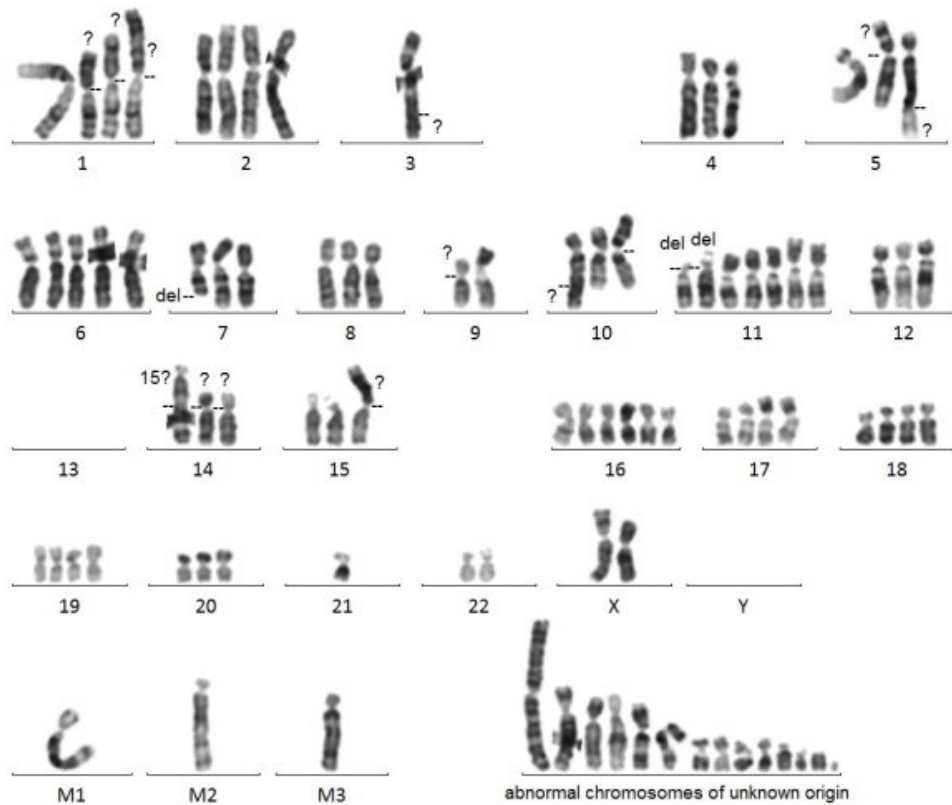 ? ? ?
?
?
?
1 2 3 4 5
?
del del
del
?
6 7 8 9 10 11 12
15? ? ? ?
13 14 15 16 17 18
19 20 21 22 X Y
M1 M2 M3 abnormal chromosomes of unknown origin